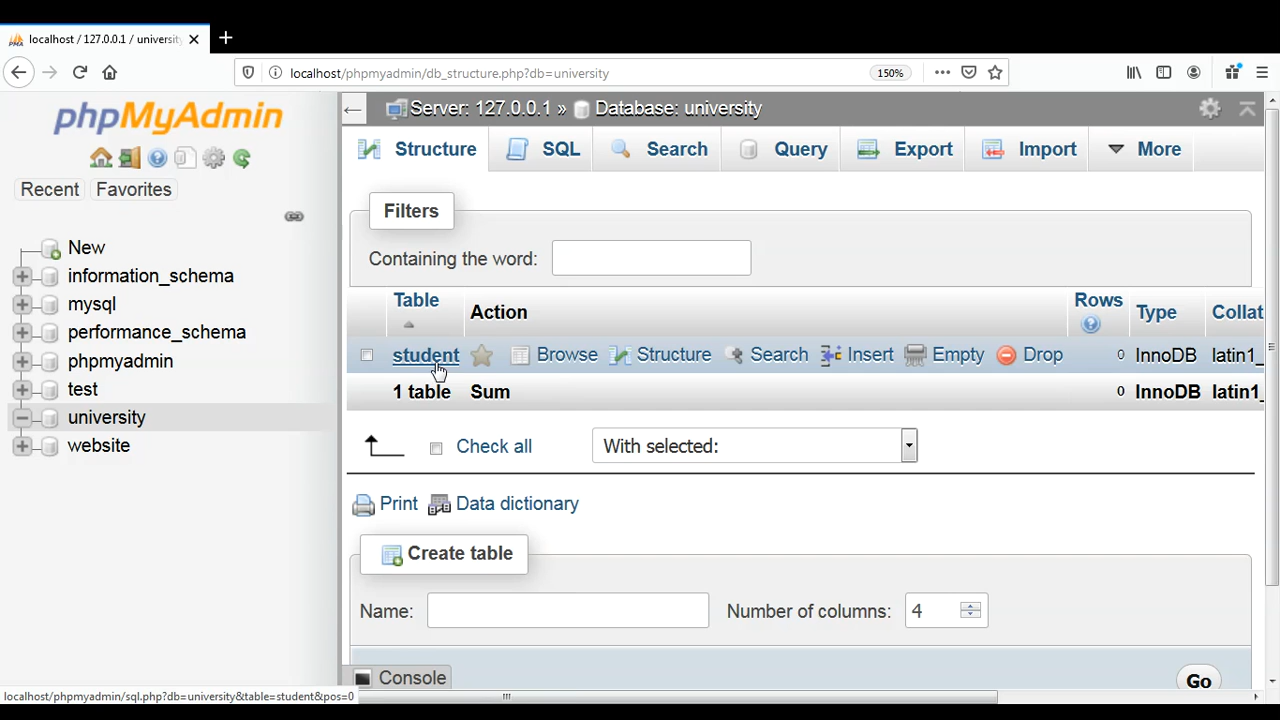 localhost / 127.0.0.1 / university
localhost/phpmyadmin/db_structure.php?db=university
150%
phpMyAdmin
Recent
Favorites
New
information_schema
mysql
performance_schema
phpmyadmin
test
university
website
Server: 127.0.0.1 » Database: university
Structure SQL Search Query Export Import More
Filters
Containing the word:
Table Action Rows Type Collat
student Browse Structure Search Insert Empty Drop 0 InnoDB latin1_
1 table Sum 0 InnoDB latin1_
Check all With selected:
Print Data dictionary
Create table
Name: Number of columns: 4
Console
Go
localhost/phpmyadmin/sql.php?db=university&table=student&pos=0